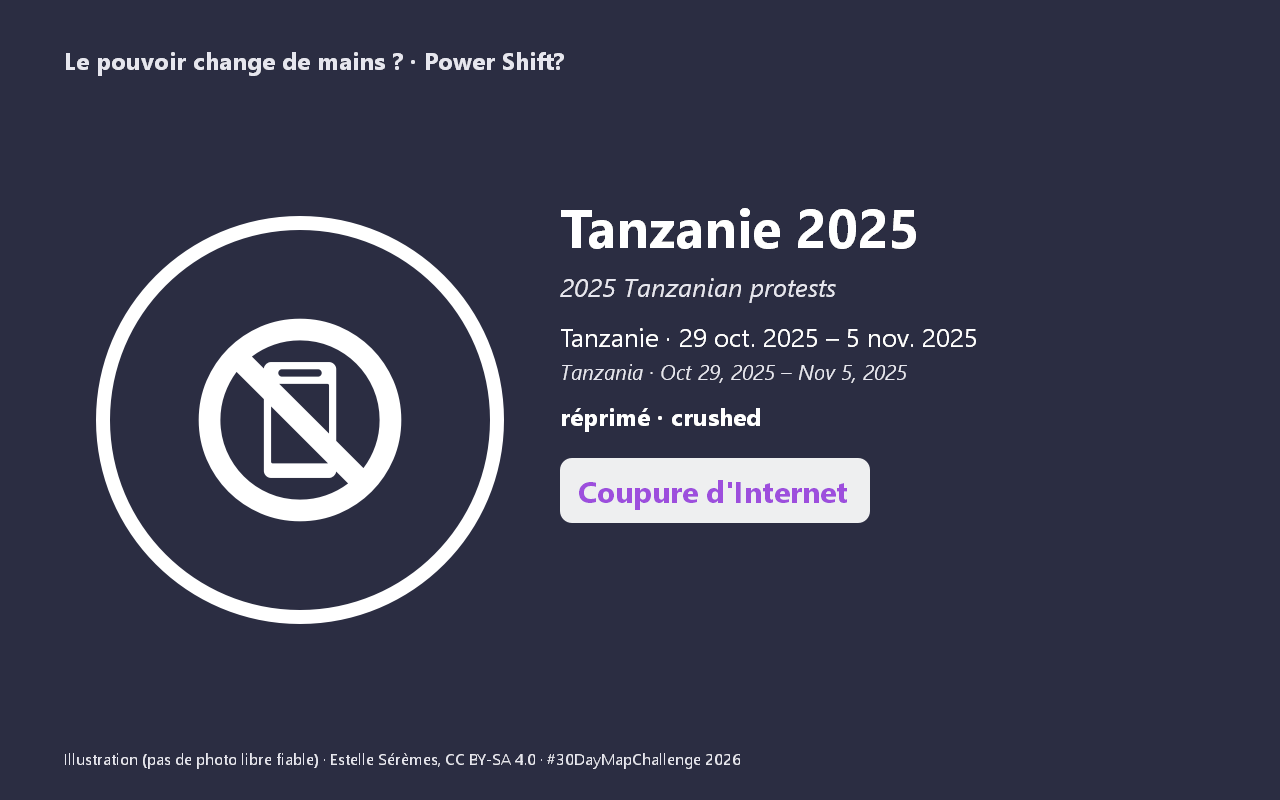 Le pouvoir change de mains ? · Power Shift?
Tanzanie 2025
2025 Tanzanian protests
Tanzanie · 29 oct. 2025 – 5 nov. 2025
Tanzania · Oct 29, 2025 – Nov 5, 2025
réprimé · crushed
Coupure d'Internet
Illustration (pas de photo libre fiable) · Estelle Sérèmes, CC BY-SA 4.0 · #30DayMapChallenge 2026